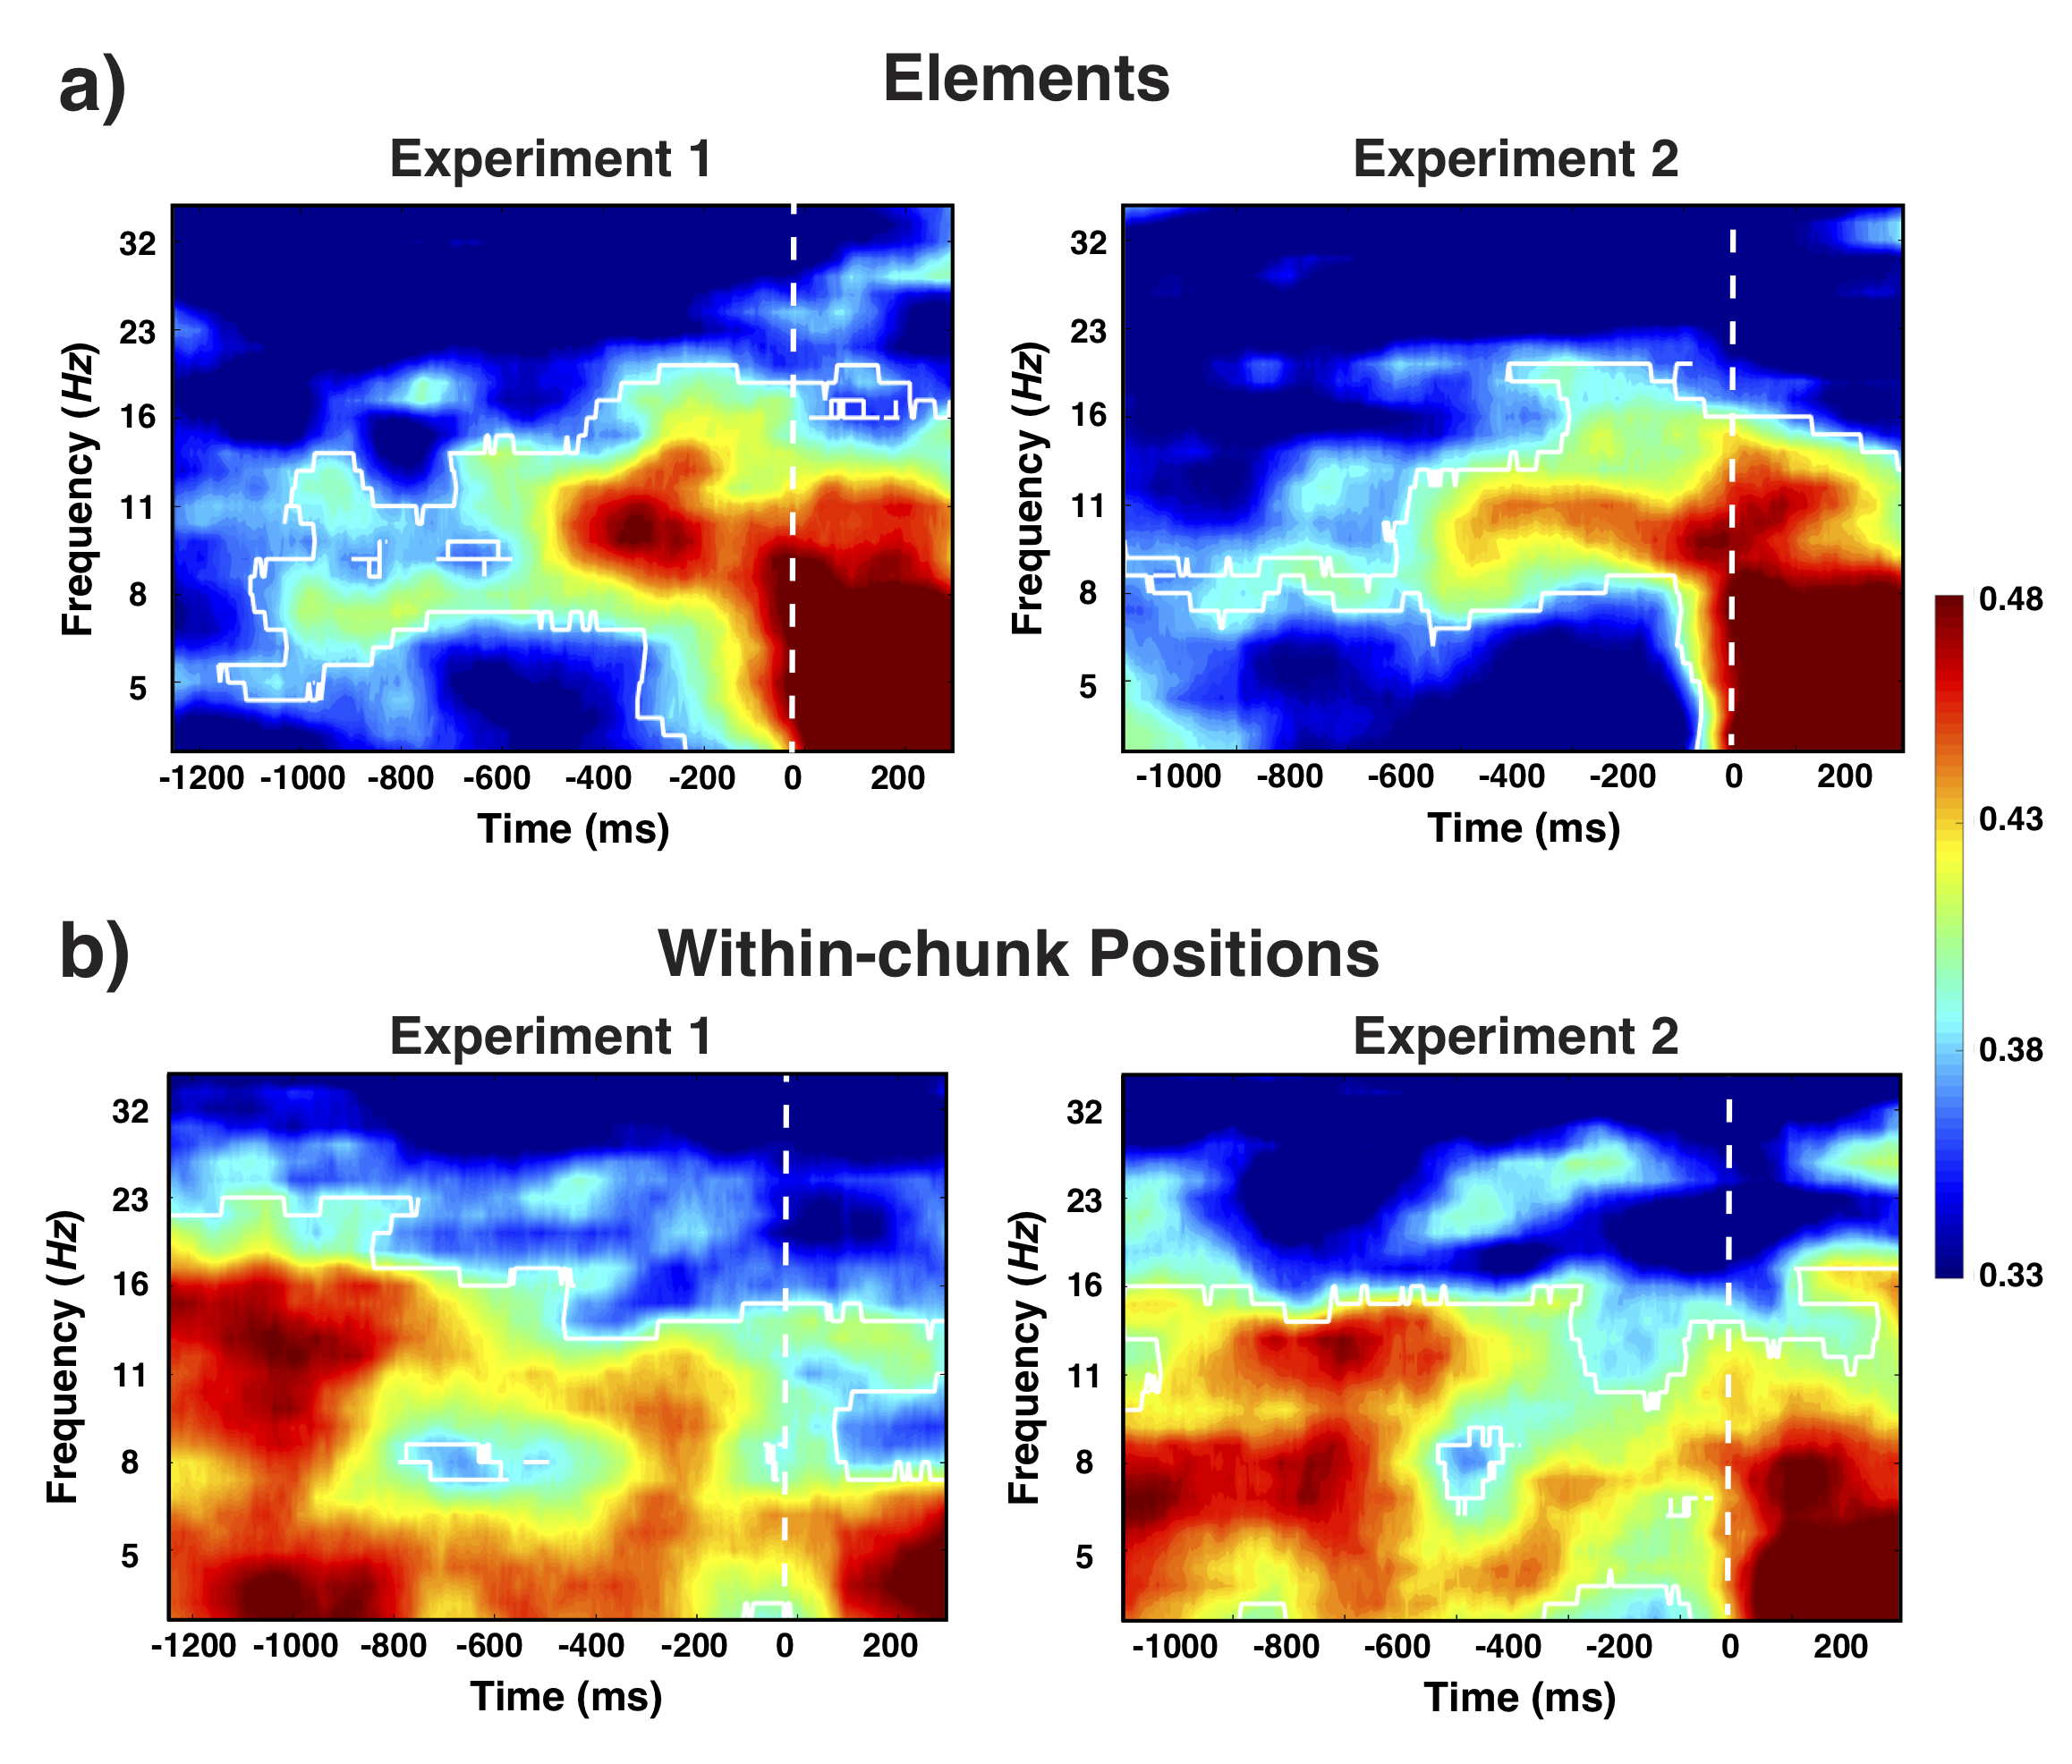 a)
Elements
Experiment 1
Experiment 2
32
23
16
11
8
5
Frequency (Hz)
-1200 -1000 -800 -600 -400 -200 0 200
Time (ms)
32
23
16
11
8
5
Frequency (Hz)
-1000 -800 -600 -400 -200 0 200
Time (ms)
0.48
0.43
0.38
0.33
b)
Within-chunk Positions
Experiment 1
Experiment 2
32
23
16
11
8
5
Frequency (Hz)
-1200 -1000 -800 -600 -400 -200 0 200
Time (ms)
32
23
16
11
8
5
Frequency (Hz)
-1000 -800 -600 -400 -200 0 200
Time (ms)